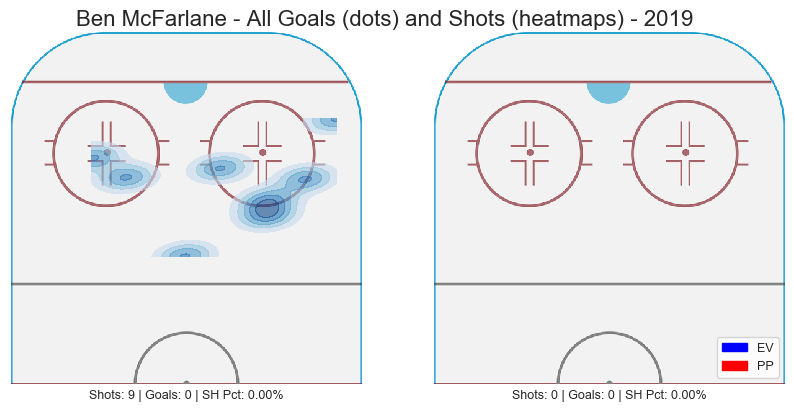 Ben McFarlane - All Goals (dots) and Shots (heatmaps) - 2019
EV
PP
Shots: 9 | Goals: 0 | SH Pct: 0.00%
Shots: 0 | Goals: 0 | SH Pct: 0.00%